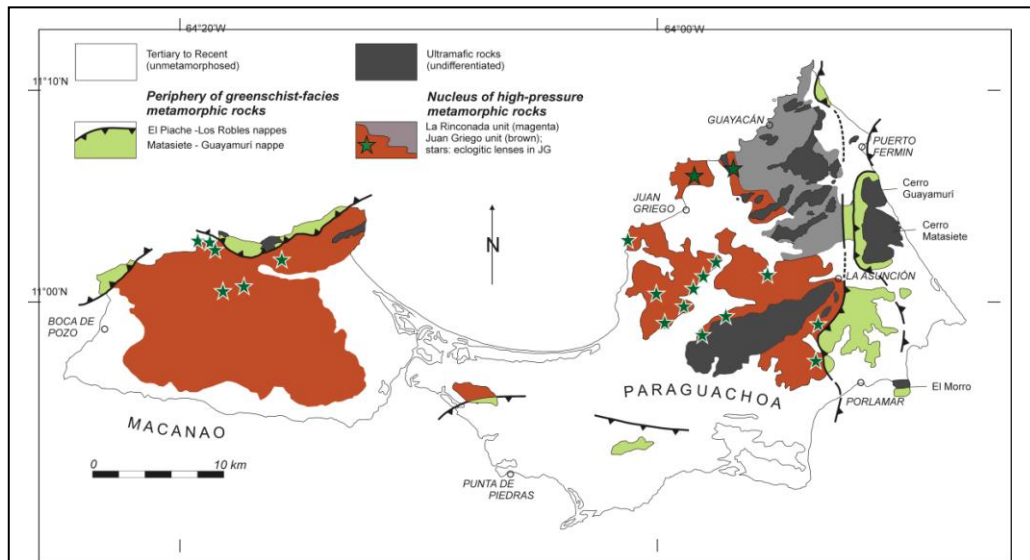 64°20'W
64°00'W
11°10'N
11°00'N
Tertiary to Recent
(unmetamorphosed)
Ultramafic rocks
(undifferentiated)
Periphery of greenschist-facies
metamorphic rocks
El Piache -Los Robles nappes
Matasiete - Guayamurí nappe
Nucleus of high-pressure
metamorphic rocks
La Rinconada unit (magenta)
Juan Griego unit (brown);
stars: eclogitic lenses in JG
GUAYACÁN
PUERTO
FERMIN
JUAN
GRIEGO
Cerro
Guayamurí
Cerro
Matasiete
N
LA ASUNCIÓN
BOCA DE
POZO
PARAGUACHOA
El Morro
PORLAMAR
MACANAO
0 10 km
PUNTA DE
PIEDRAS